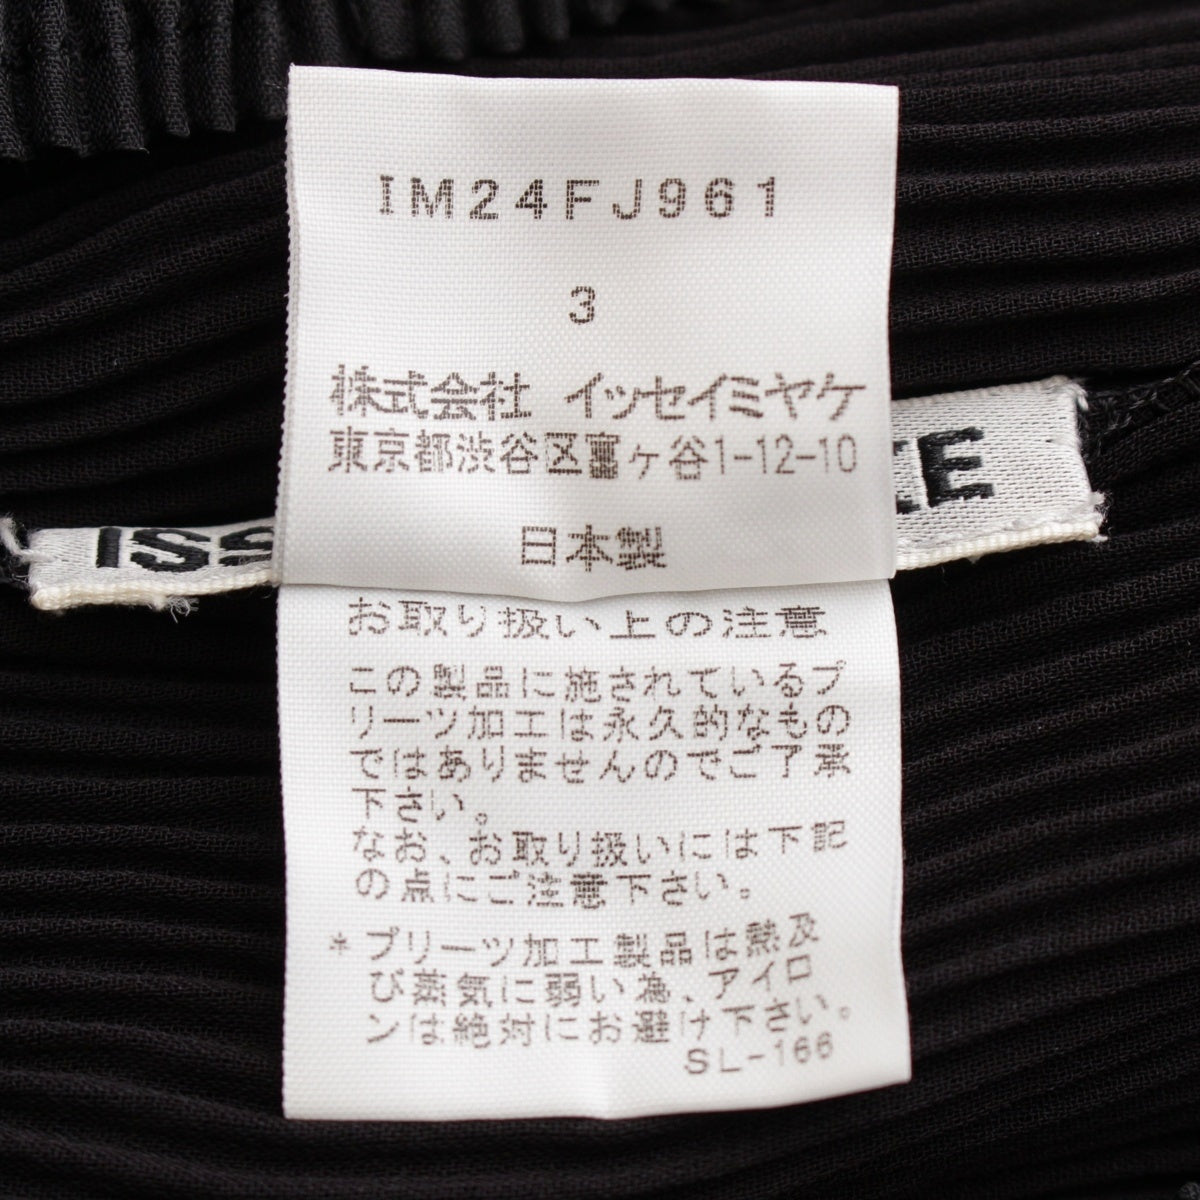 IM24FJ961
3
株式会社 イッセイミヤケ
東京都渋谷区富ヶ谷1-12-10
ISS
KE
日本製
お取り扱い上の注意
この製品に施されているプ
リーツ加工は永久的なもの
ではありませんのでご了承
下さい。
なお、お取り扱いには下記
の点にご注意下さい。
*プリーツ加工製品は熱及
び蒸気に弱い為、アイロ
ンは絶対にお避け下さい。
SL-166